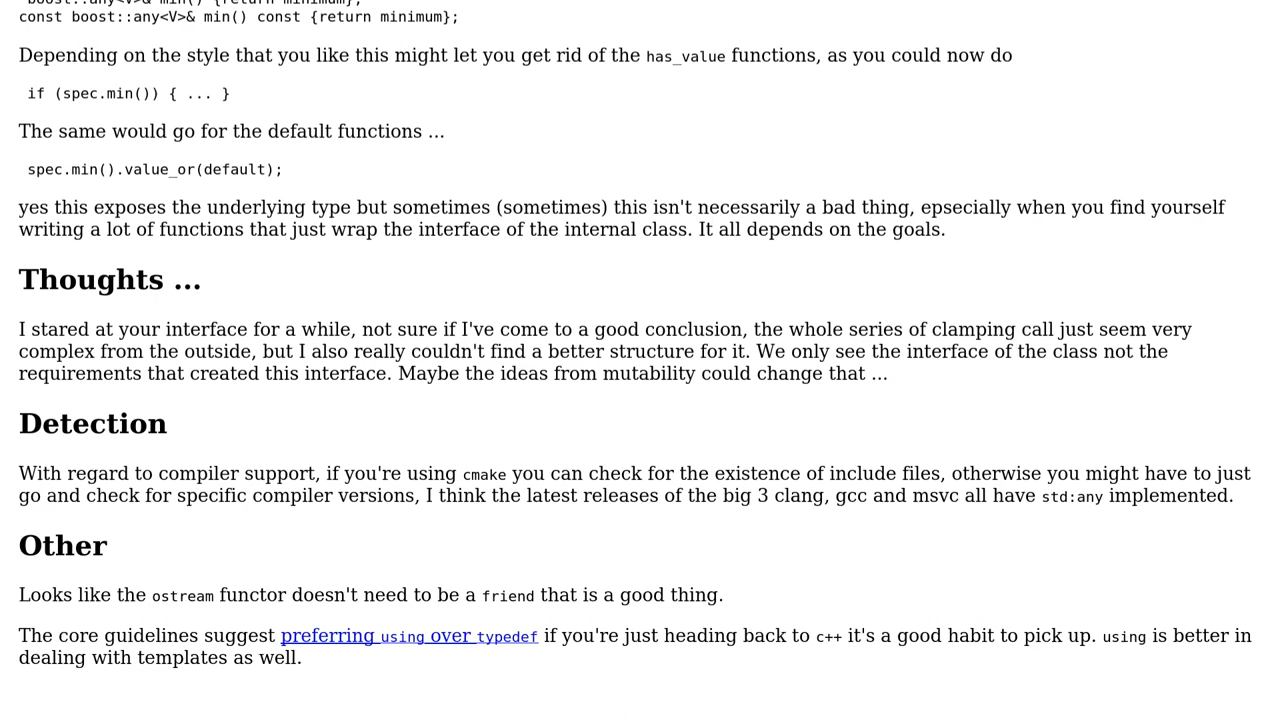 boost::any<V>& min() {return minimum};
const boost::any<V>& min() const {return minimum};
Depending on the style that you like this might let you get rid of the has_value functions, as you could now do
if (spec.min()) { ... }
The same would go for the default functions ...
spec.min().value_or(default);
yes this exposes the underlying type but sometimes (sometimes) this isn't necessarily a bad thing, epsecially when you find yourself
writing a lot of functions that just wrap the interface of the internal class. It all depends on the goals.
Thoughts ...
I stared at your interface for a while, not sure if I've come to a good conclusion, the whole series of clamping call just seem very
complex from the outside, but I also really couldn't find a better structure for it. We only see the interface of the class not the
requirements that created this interface. Maybe the ideas from mutability could change that ...
Detection
With regard to compiler support, if you're using cmake you can check for the existence of include files, otherwise you might have to just
go and check for specific compiler versions, I think the latest releases of the big 3 clang, gcc and msvc all have std:any implemented.
Other
Looks like the ostream functor doesn't need to be a friend that is a good thing.
The core guidelines suggest preferring using over typedef if you're just heading back to c++ it's a good habit to pick up. using is better in
dealing with templates as well.